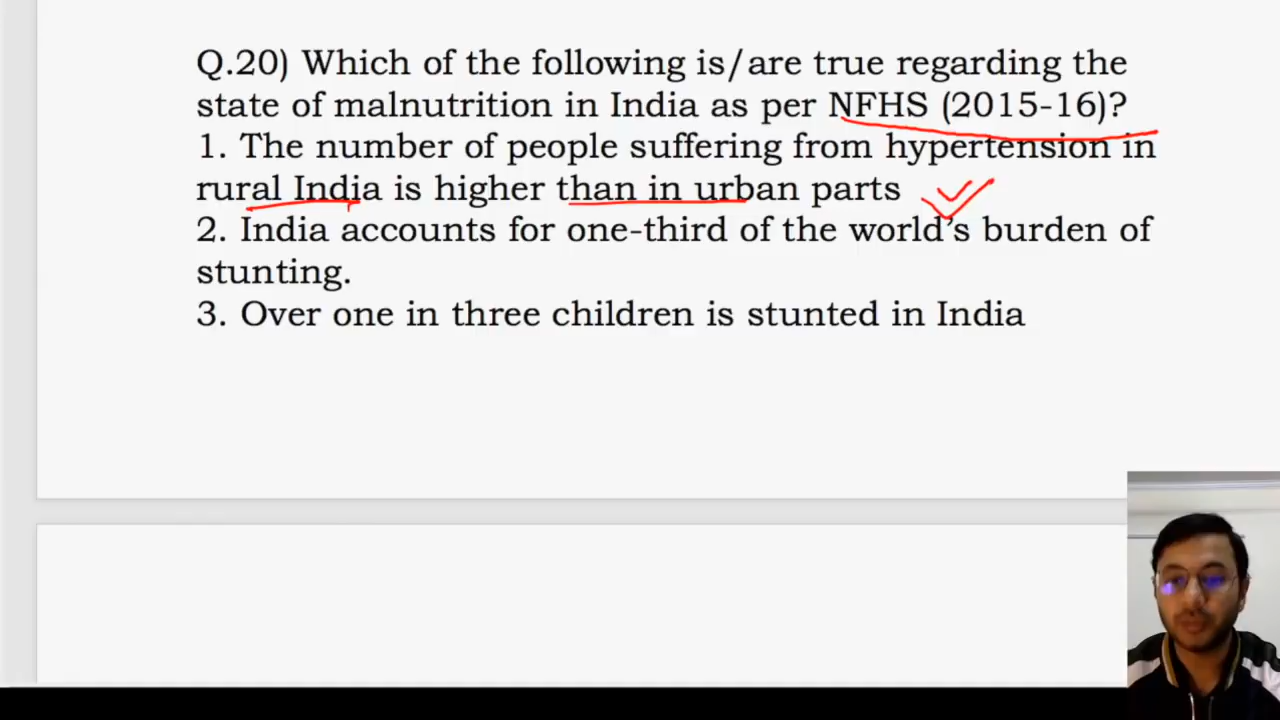 Q.20) Which of the following is/are true regarding the
state of malnutrition in India as per NFHS (2015-16)?
1. The number of people suffering from hypertension in
rural India is higher than in urban parts
2. India accounts for one-third of the world's burden of
stunting.
3. Over one in three children is stunted in India